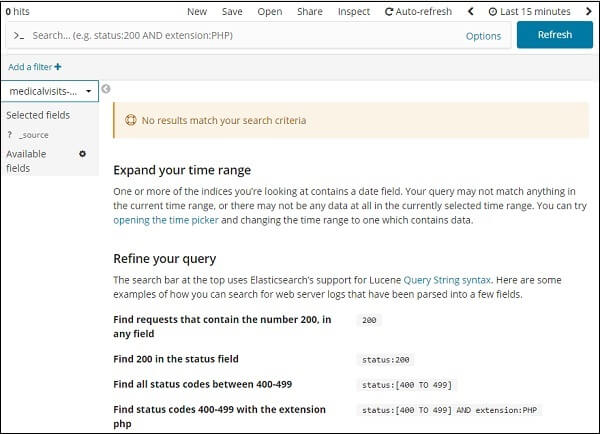 0 hits New Save Open Share Inspect Auto-refresh Last 15 minutes
>_ Search... (e.g. status:200 AND extension:PHP) Options Refresh
Add a filter +
medicalvisits-...
Selected fields
? _source
Available fields
No results match your search criteria
Expand your time range
One or more of the indices you're looking at contains a date field. Your query may not match anything in
the current time range, or there may not be any data at all in the currently selected time range. You can try
opening the time picker and changing the time range to one which contains data.
Refine your query
The search bar at the top uses Elasticsearch's support for Lucene Query String syntax. Here are some
examples of how you can search for web server logs that have been parsed into a few fields.
Find requests that contain the number 200, in 200
any field
Find 200 in the status field status:200
Find all status codes between 400-499 status:[400 TO 499]
Find status codes 400-499 with the extension status:[400 TO 499] AND extension:PHP
php